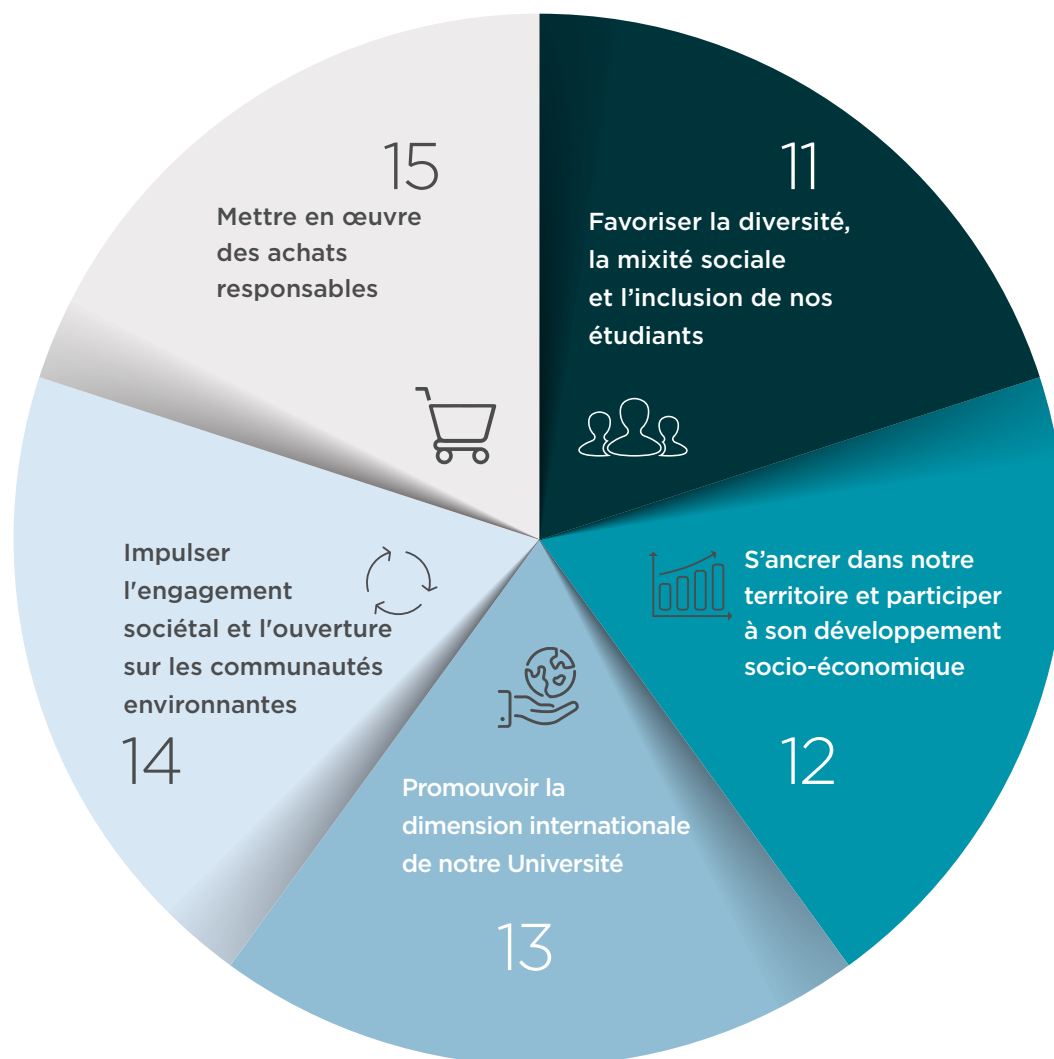 11
Favoriser la diversité,
la mixité sociale
et l’inclusion de nos
étudiants
S’ancrer dans notre
territoire et participer
à son développement
socio-économique
12
Promouvoir la
dimension internationale
de notre Université
13
Impulser
l'engagement
sociétal et l'ouverture
sur les communautés
environnantes
14
15
Mettre en œuvre
des achats
responsables